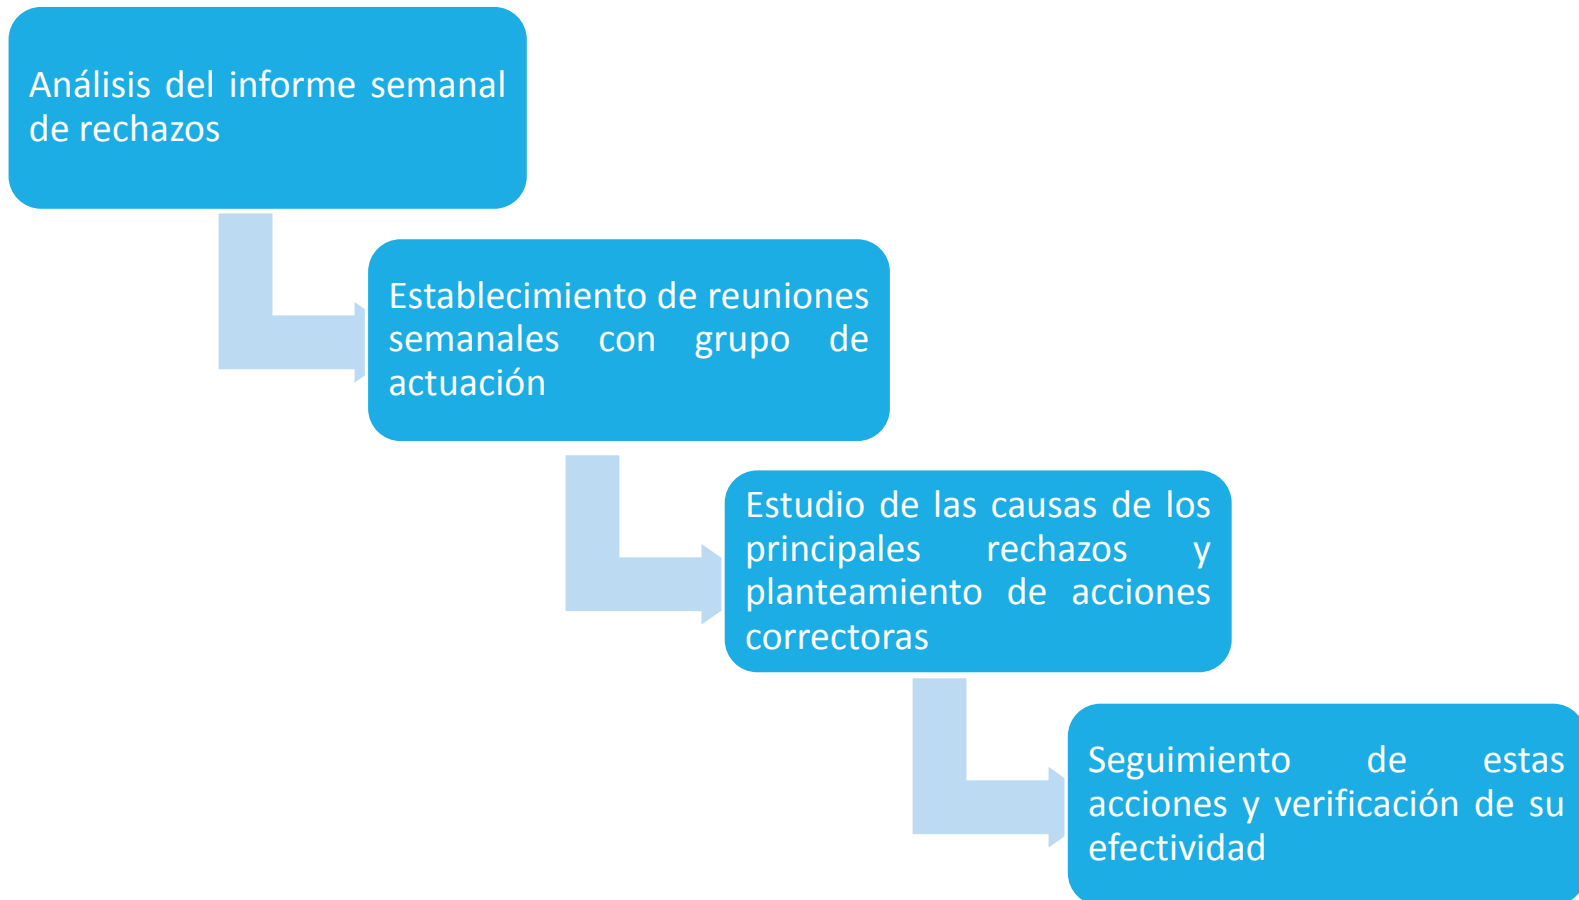 Análisis del informe semanal
de rechazos
Establecimiento de reuniones
semanales con grupo de
actuación
Estudio de las causas de los
principales rechazos y
planteamiento de acciones
correctoras
Seguimiento de estas
acciones y verificación de su
efectividad